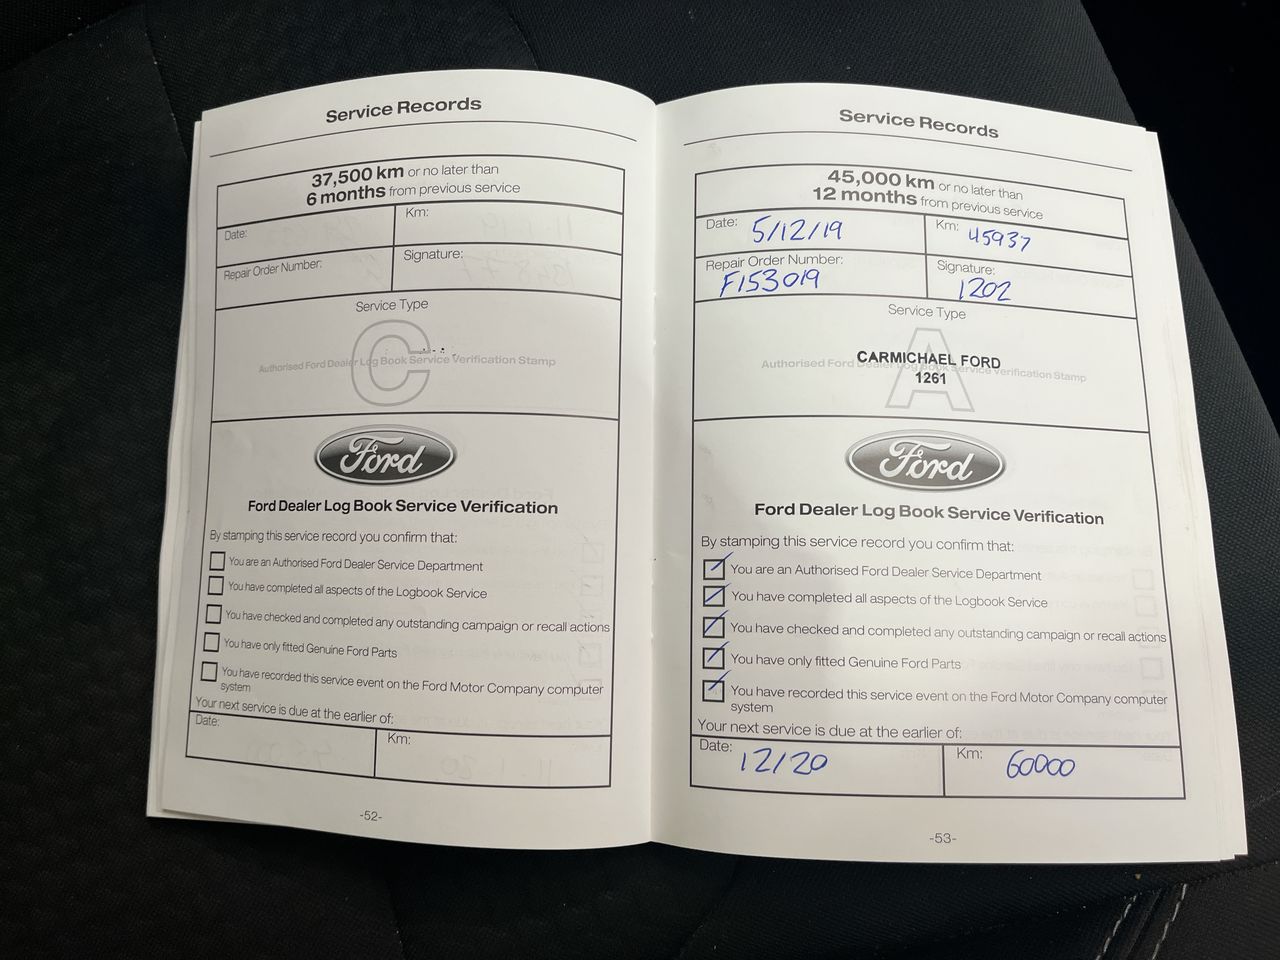 Service Records
37,500 km or no later than
6 months from previous service
Date:
Km:
Repair Order Number:
Signature:
Service Type
C
Authorised Ford Dealer Log Book Service Verification Stamp
Ford
Ford Dealer Log Book Service Verification
By stamping this service record you confirm that:
You are an Authorised Ford Dealer Service Department
You have completed all aspects of the Logbook Service
You have checked and completed any outstanding campaign or recall actions
You have only fitted Genuine Ford Parts
You have recorded this service event on the Ford Motor Company computer
system
Your next service is due at the earlier of:
Date:
Km:
-52-
Service Records
45,000 km or no later than
12 months from previous service
Date: 5/12/19
Km: 45937
Repair Order Number:
F153019
Signature:
1202
Service Type
A
Authorised Ford Dealer Log Book Service Verification Stamp
CARMICHAEL FORD
1261
Ford
Ford Dealer Log Book Service Verification
By stamping this service record you confirm that:
You are an Authorised Ford Dealer Service Department
You have completed all aspects of the Logbook Service
You have checked and completed any outstanding campaign or recall actions
You have only fitted Genuine Ford Parts
You have recorded this service event on the Ford Motor Company computer
system
Your next service is due at the earlier of:
Date: 12/20
Km: 60000
-53-